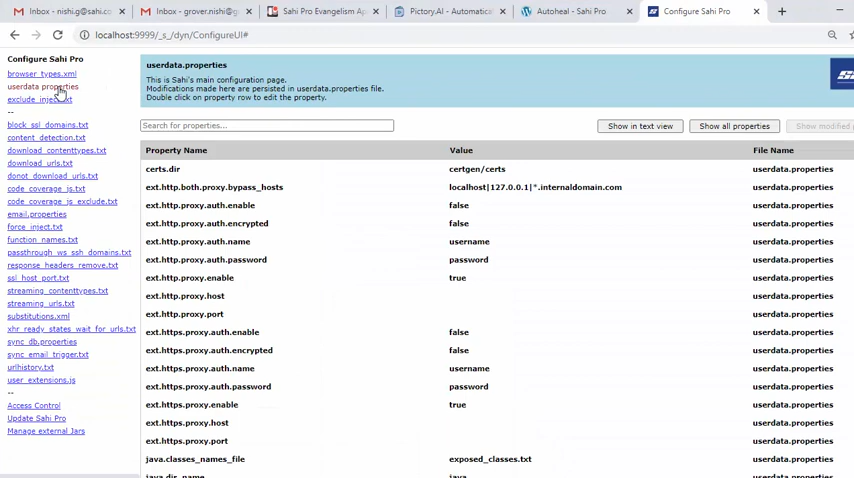 Inbox - nishi.g@sahi.co
Inbox - grover.nishi@g
Sahi Pro Evangelism Ap
Pictory.AI - Automatica
Autoheal - Sahi Pro
Configure Sahi Pro
localhost:9999/_s_/dyn/ConfigureUI#
Configure Sahi Pro
browser_types.xml
userdata properties
exclude_inject.txt
--
block_ssl_domains.txt
content_detection.txt
download_contenttypes.txt
download_urls.txt
donot_download_urls.txt
code_coverage_js.txt
code_coverage_js_exclude.txt
email.properties
force_inject.txt
function_names.txt
passthrough_ws_ssh_domains.txt
response_headers_remove.txt
ssl_host_port.txt
streaming_contenttypes.txt
streaming_urls.txt
substitutions.xml
xhr_ready_states_wait_for_urls.txt
sync_db.properties
sync_email_trigger.txt
urlhistory.txt
user_extensions.js
--
Access Control
Update Sahi Pro
Manage external Jars
userdata.properties
This is Sahi's main configuration page.
Modifications made here are persisted in userdata.properties file.
Double click on property row to edit the property.
Search for properties...
Show in text view
Show all properties
Show modified p
Property Name Value File Name
certs.dir certgen/certs userdata.properties
ext.http.both.proxy.bypass_hosts localhost|127.0.0.1|*.internaldomain.com userdata.properties
ext.http.proxy.auth.enable false userdata.properties
ext.http.proxy.auth.encrypted false userdata.properties
ext.http.proxy.auth.name username userdata.properties
ext.http.proxy.auth.password password userdata.properties
ext.http.proxy.enable true userdata.properties
ext.http.proxy.host userdata.properties
ext.http.proxy.port userdata.properties
ext.https.proxy.auth.enable false userdata.properties
ext.https.proxy.auth.encrypted false userdata.properties
ext.https.proxy.auth.name username userdata.properties
ext.https.proxy.auth.password password userdata.properties
ext.https.proxy.enable true userdata.properties
ext.https.proxy.host userdata.properties
ext.https.proxy.port userdata.properties
java.classes_names_file exposed_classes.txt userdata.properties
java.dir_name java userdata.properties